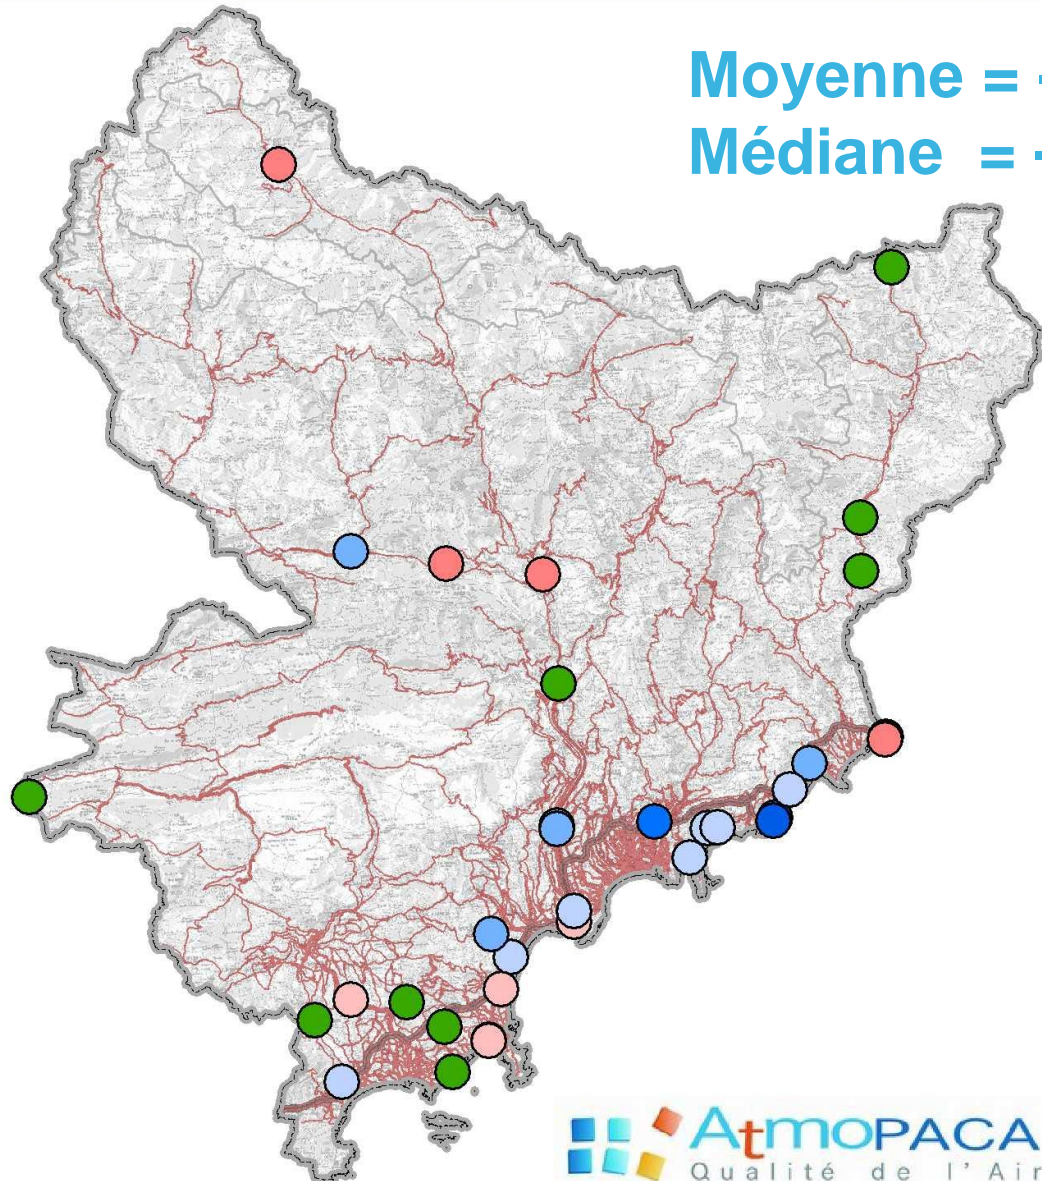 Moyenne = -
Médiane = -
AtmoPACA
Qualité de l'Air